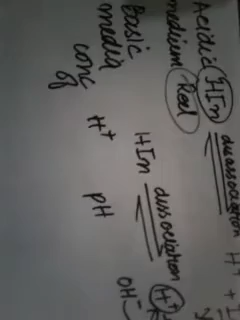 Acidic HIn dissociation H⁺ +
medium Red
Basic HIn dissociation H⁺
media OH⁻
conc H⁺ pH
of